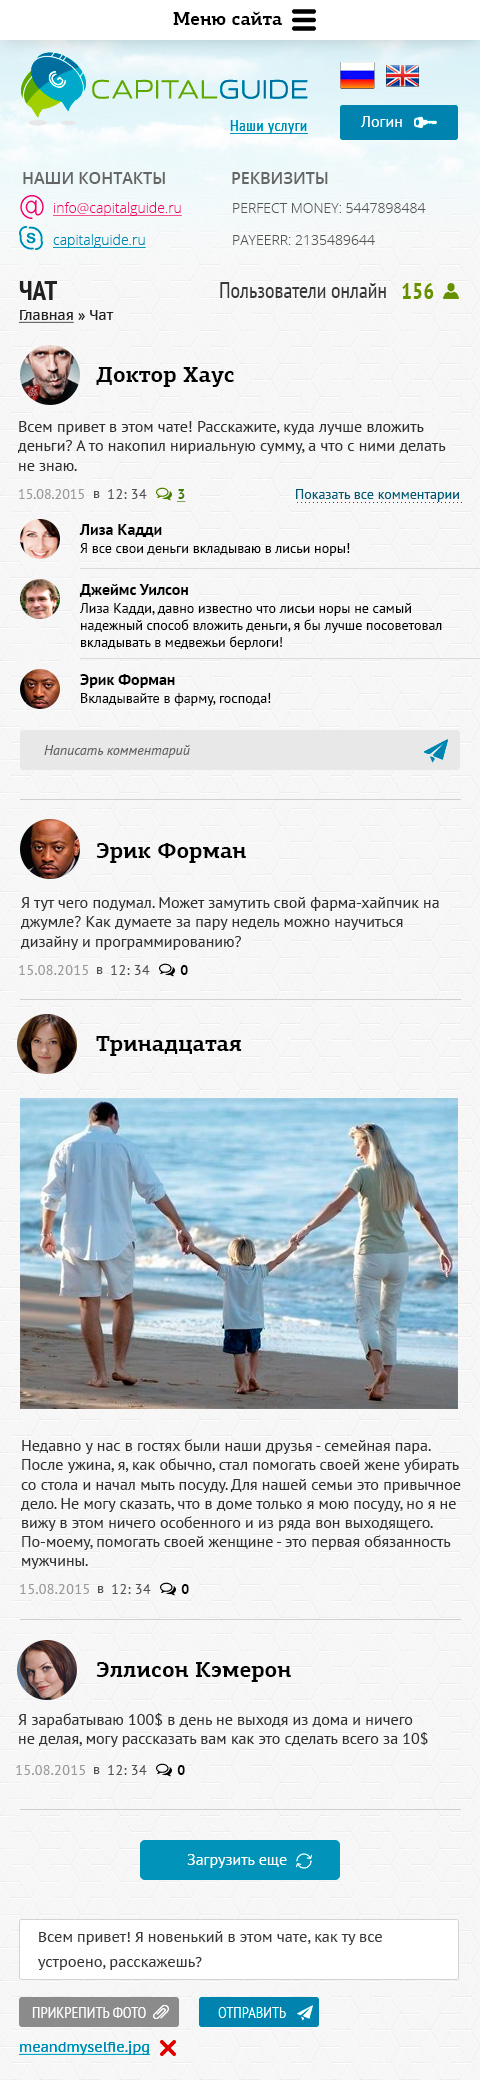 Меню сайта
CAPITALGUIDE
Наши услуги
Логин
НАШИ КОНТАКТЫ
РЕКВИЗИТЫ
info@capitalguide.ru
PERFECT MONEY: 5447898484
capitalguide.ru
PAYEERR: 2135489644
ЧАТ
Пользователи онлайн 156
Главная » Чат
Доктор Хаус
Всем привет в этом чате! Расскажите, куда лучше вложить
деньги? А то накопил нириальную сумму, а что с ними делать
не знаю.
15.08.2015 в 12: 34 3
Показать все комментарии
Лиза Кадди
Я все свои деньги вкладываю в лисьи норы!
Джеймс Уилсон
Лиза Кадди, давно известно что лисьи норы не самый
надежный способ вложить деньги, я бы лучше посоветовал
вкладывать в медвежьи берлоги!
Эрик Форман
Вкладывайте в фарму, господа!
Написать комментарий
Эрик Форман
Я тут чего подумал. Может замутить свой фарма-хайпчик на
джумле? Как думаете за пару недель можно научиться
дизайну и программированию?
15.08.2015 в 12: 34 0
Тринадцатая
Недавно у нас в гостях были наши друзья - семейная пара.
После ужина, я, как обычно, стал помогать своей жене убирать
со стола и начал мыть посуду. Для нашей семьи это привычное
дело. Не могу сказать, что в доме только я мою посуду, но я не
вижу в этом ничего особенного и из ряда вон выходящего.
По-моему, помогать своей женщине - это первая обязанность
мужчины.
15.08.2015 в 12: 34 0
Эллисон Кэмерон
Я зарабатываю 100$ в день не выходя из дома и ничего
не делая, могу рассказать вам как это сделать всего за 10$
15.08.2015 в 12: 34 0
Загрузить еще
Всем привет! Я новенький в этом чате, как ту все
устроено, расскажешь?
ПРИКРЕПИТЬ ФОТО
ОТПРАВИТЬ
meandmyselfie.jpg